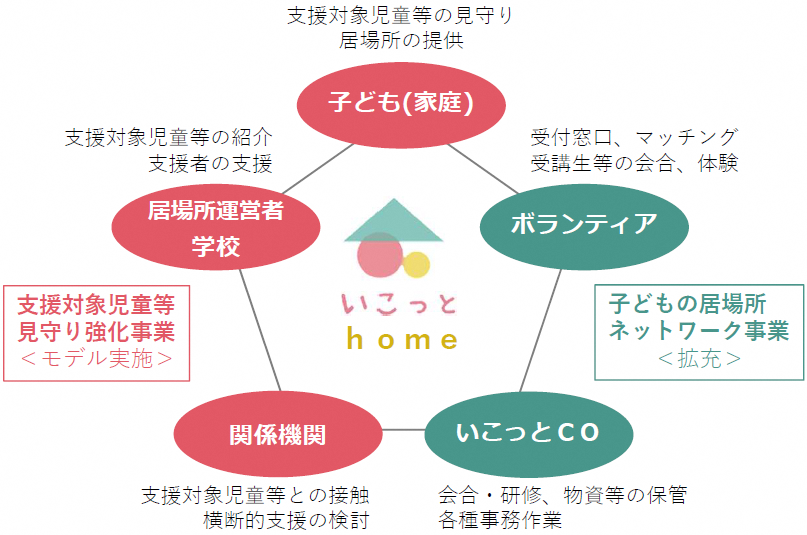 支援対象児童等の見守り
居場所の提供
子ども(家庭)
支援対象児童等の紹介
支援者の支援
受付窓口、マッチング
受講生等の会合、体験
居場所運営者
学校
ボランティア
いこっと
home
支援対象児童等
見守り強化事業
＜モデル実施＞
子どもの居場所
ネットワーク事業
＜拡充＞
関係機関
いこっとＣＯ
支援対象児童等との接触
横断的支援の検討
会合・研修、物資等の保管
各種事務作業